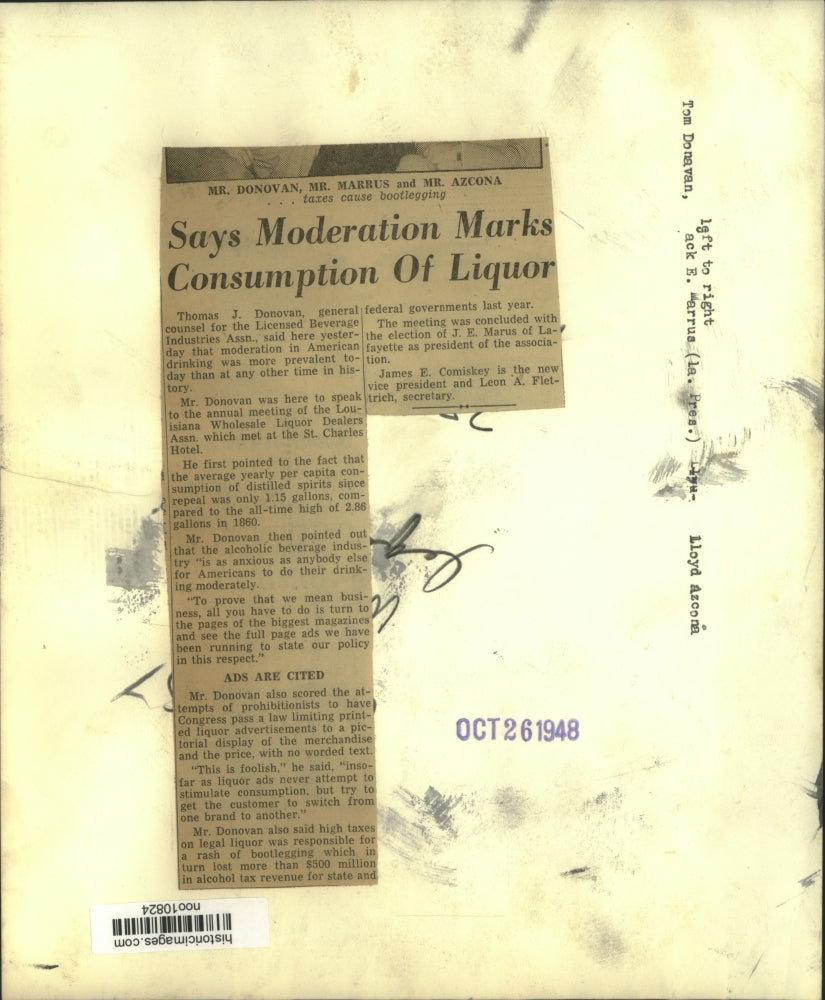 MR. DONOVAN, MR. MARRUS and MR. AZCONA
. . . taxes cause bootlegging
Says Moderation Marks
Consumption Of Liquor
Thomas J. Donovan, general
counsel for the Licensed Beverage
Industries Assn., said here yester-
day that moderation in American
drinking was more prevalent to-
day than at any other time in his-
tory.
Mr. Donovan was here to speak
to the annual meeting of the Lou-
isiana Wholesale Liquor Dealers
Assn. which met at the St. Charles
Hotel.
He first pointed to the fact that
the average yearly per capita con-
sumption of distilled spirits since
repeal was only 1.15 gallons, com-
pared to the all-time high of 2.86
gallons in 1860.
Mr. Donovan then pointed out
that the alcoholic beverage indus-
try "is as anxious as anybody else
for Americans to do their drink-
ing moderately.
"To prove that we mean busi-
ness, all you have to do is turn to
the pages of the biggest magazines
and see the full page ads we have
been running to state our policy
in this respect."
ADS ARE CITED
Mr. Donovan also scored the at-
tempts of prohibitionists to have
Congress pass a law limiting print-
ed liquor advertisements to a pic-
torial display of the merchandise
and the price, with no worded text.
"This is foolish," he said, "inso-
far as liquor ads never attempt to
stimulate consumption, but try to
get the customer to switch from
one brand to another."
Mr. Donovan also said high taxes
on legal liquor was responsible for
a rash of bootlegging which in
turn lost more than $500 million
in alcohol tax revenue for state and
federal governments last year.
The meeting was concluded with
the election of J. E. Marus of La-
fayette as president of the associa-
tion.
James E. Comiskey is the new
vice president and Leon A. Flet-
trich, secretary.
left to right
Tom Donavan, ack E. Marrus (la. Pres.) Lloyd Azcona
OCT 26 1948
historicimages.com
noo10824